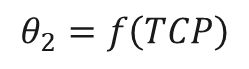 θ₂ = f(TCP)